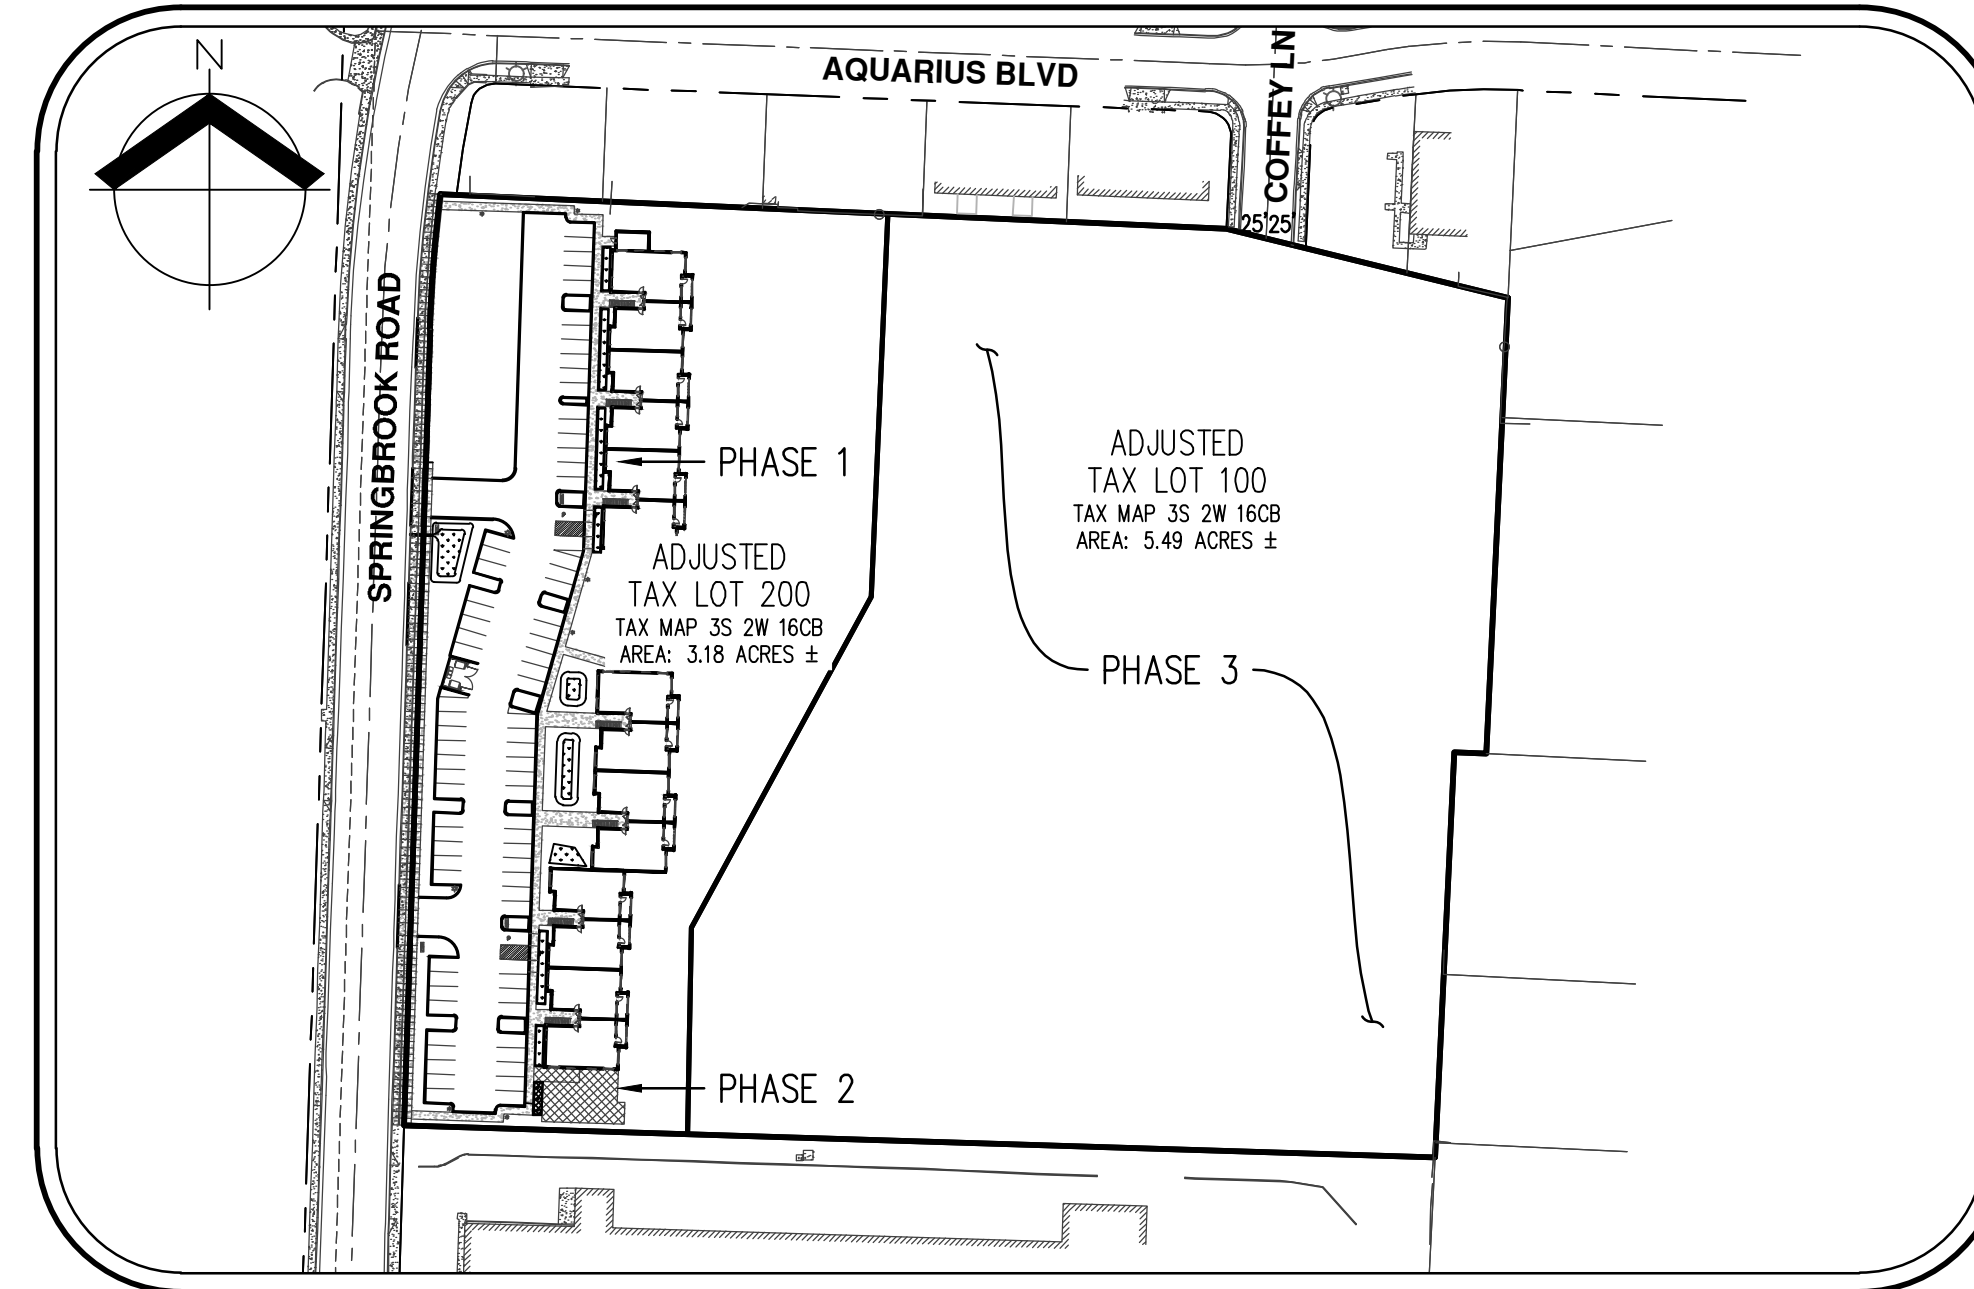 N
AQUARIUS BLVD
COFFEY LN
25' 25'
SPRINGBROOK ROAD
PHASE 1
ADJUSTED
TAX LOT 200
TAX MAP 3S 2W 16CB
AREA: 3.18 ACRES ±
ADJUSTED
TAX LOT 100
TAX MAP 3S 2W 16CB
AREA: 5.49 ACRES ±
PHASE 3
PHASE 2